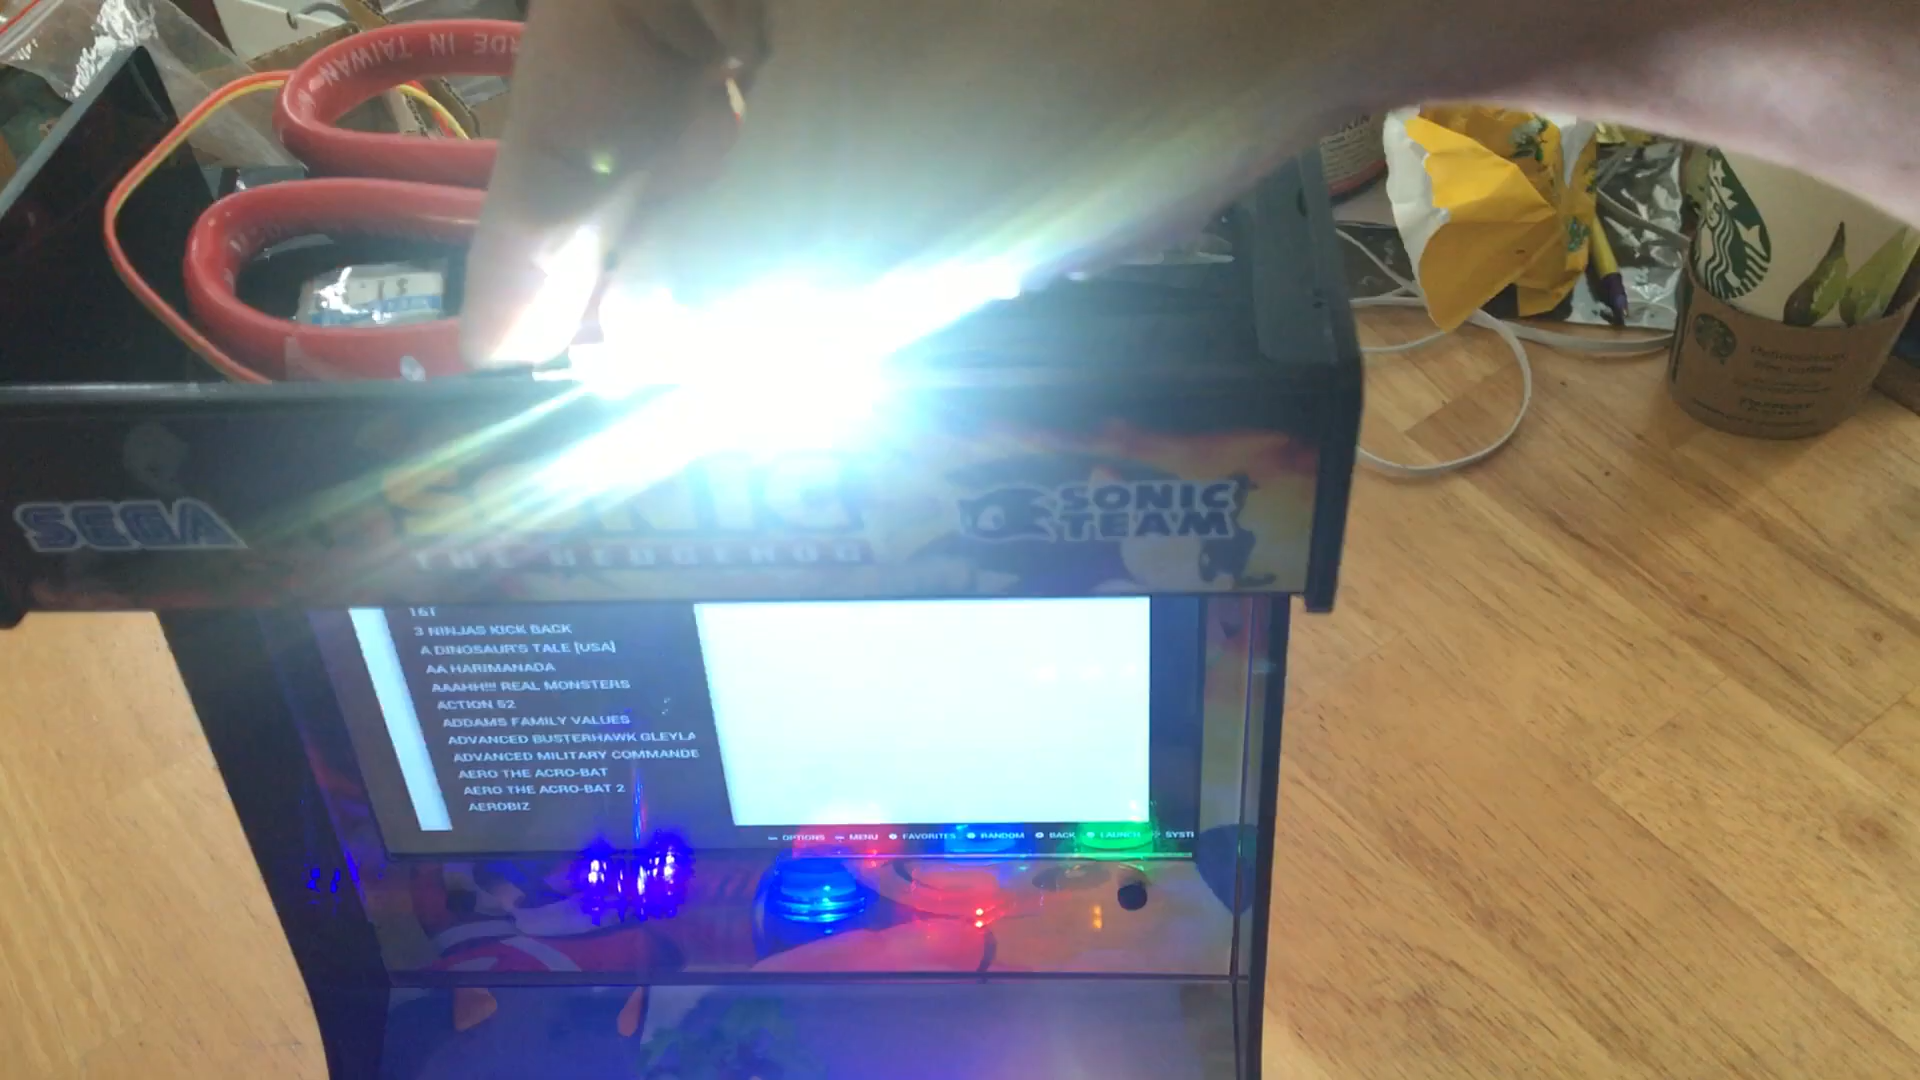 MADE IN TAIWAN
SEGA
SONIC
THE HEDGEHOG
SONIC
TEAM
16T
3 NINJAS KICK BACK
A DINOSAUR'S TALE [USA]
AA HARIMANADA
AAAHH!!! REAL MONSTERS
ACTION 52
ADDAMS FAMILY VALUES
ADVANCED BUSTERHAWK GLEYLA
ADVANCED MILITARY COMMANDE
AERO THE ACRO-BAT
AERO THE ACRO-BAT 2
AEROBIZ
OPTIONS MENU FAVORITES RANDOM BACK LAUNCH SYST